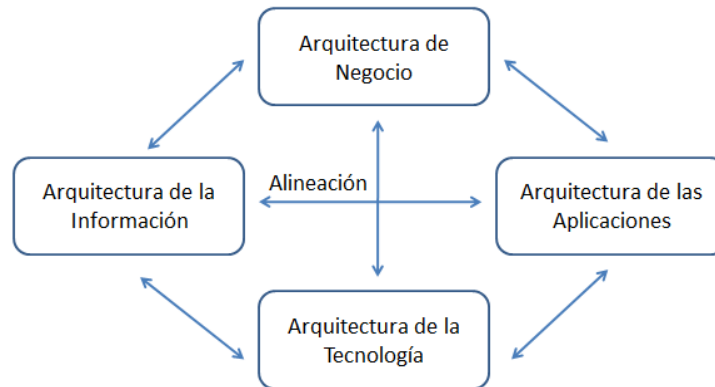 Arquitectura de
Negocio
Arquitectura de la
Información
Alineación
Arquitectura de las
Aplicaciones
Arquitectura de la
Tecnología